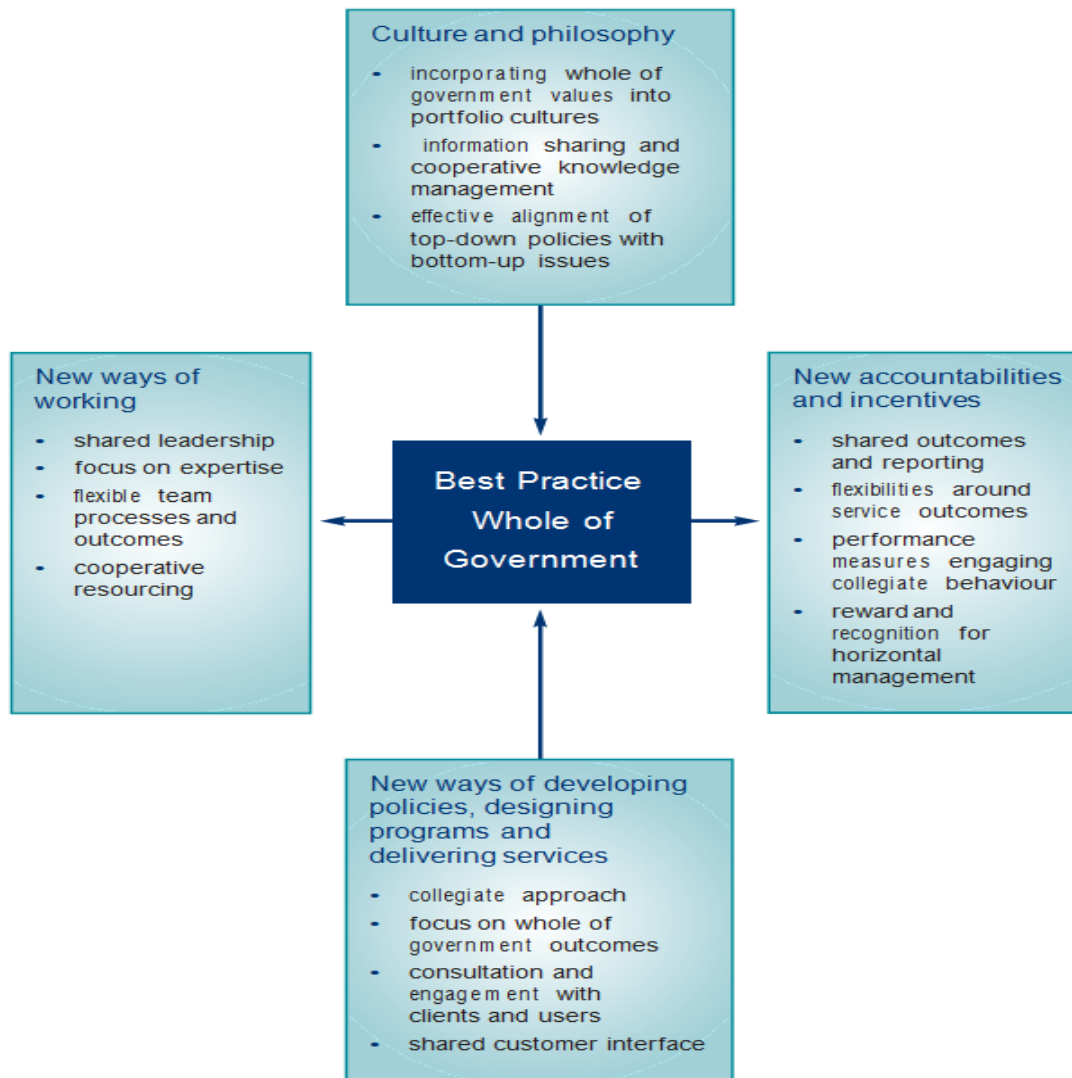 Culture and philosophy
• incorporating whole of
government values into
portfolio cultures
• information sharing and
cooperative knowledge
management
• effective alignment of
top-down policies with
bottom-up issues
New ways of
working
• shared leadership
• focus on expertise
• flexible team
processes and
outcomes
• cooperative
resourcing
Best Practice
Whole of
Government
New accountabilities
and incentives
• shared outcomes
and reporting
• flexibilities around
service outcomes
• performance
measures engaging
collegiate behaviour
• reward and
recognition for
horizontal
management
New ways of developing
policies, designing
programs and
delivering services
• collegiate approach
• focus on whole of
government outcomes
• consultation and
engagement with
clients and users
• shared customer interface